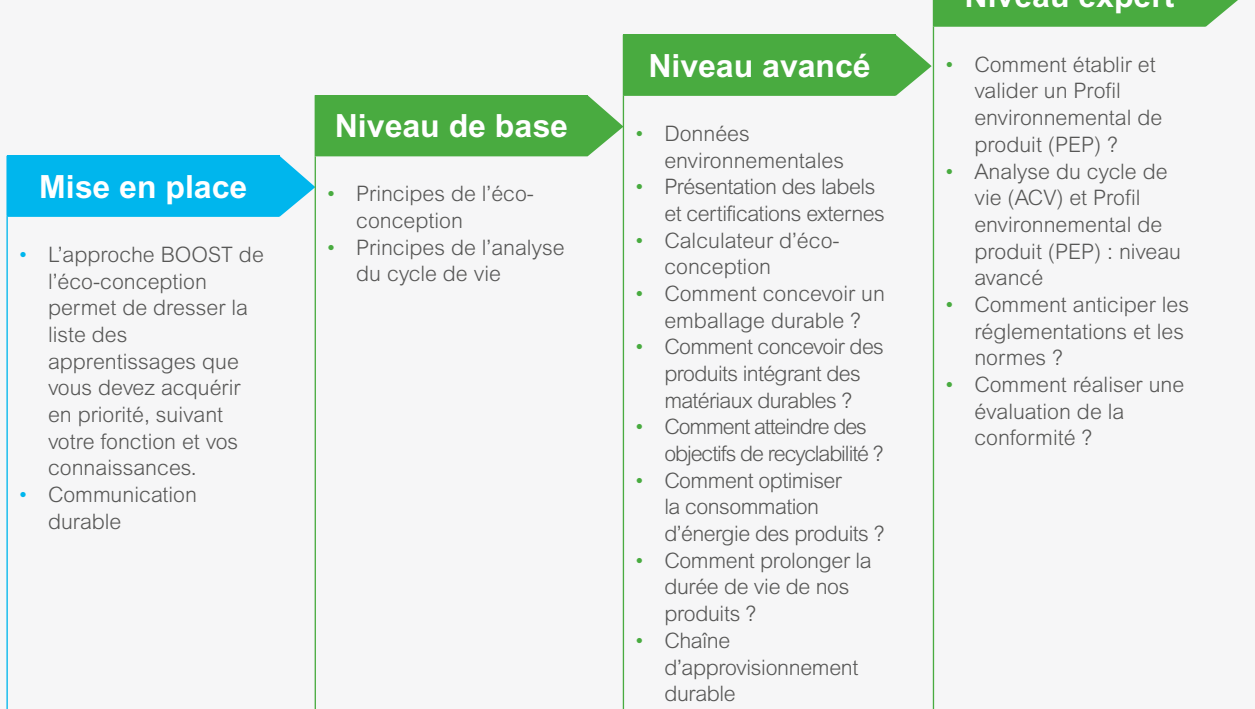 Mise en place
• L’approche BOOST de
l’éco-conception
permet de dresser la
liste des
apprentissages que
vous devez acquérir
en priorité, suivant
votre fonction et vos
connaissances.
• Communication
durable
Niveau de base
• Principes de l’éco-
conception
• Principes de l’analyse
du cycle de vie
Niveau avancé
• Données
environnementales
• Présentation des labels
et certifications externes
• Calculateur d’éco-
conception
• Comment concevoir un
emballage durable ?
• Comment concevoir des
produits intégrant des
matériaux durables ?
• Comment atteindre des
objectifs de recyclabilité ?
• Comment optimiser
la consommation
d’énergie des produits ?
• Comment prolonger la
durée de vie de nos
produits ?
• Chaîne
d’approvisionnement
durable
Niveau expert
• Comment établir et
valider un Profil
environnemental de
produit (PEP) ?
• Analyse du cycle de
vie (ACV) et Profil
environnemental de
produit (PEP) : niveau
avancé
• Comment anticiper les
réglementations et les
normes ?
• Comment réaliser une
évaluation de la
conformité ?